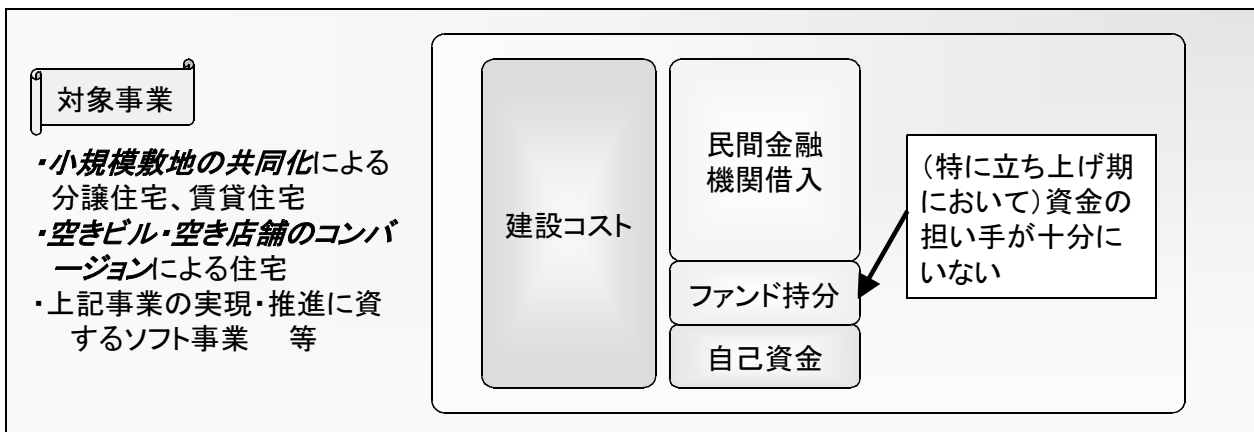 対象事業
・小規模敷地の共同化による
分譲住宅、賃貸住宅
・空きビル・空き店舗のコンバ
ージョンによる住宅
・上記事業の実現・推進に資
するソフト事業　等
建設コスト
民間金融
機関借入
ファンド持分
自己資金
（特に立ち上げ期
において）資金の
担い手が十分に
いない